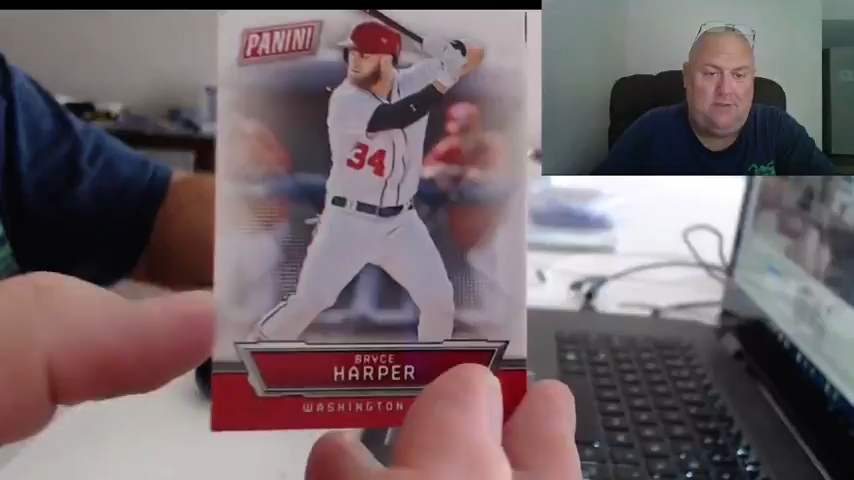 PANINI
34
BRYCE
HARPER
WASHINGTON